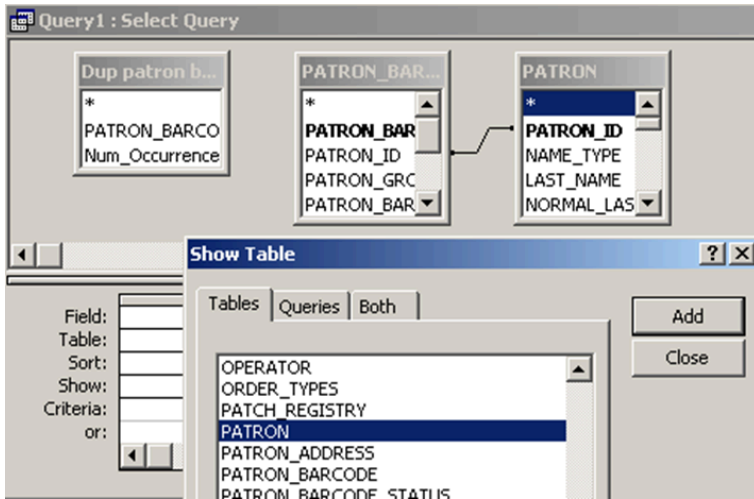 Query1 : Select Query
Dup patron b...
*
PATRON_BARCO
Num_Occurrence
PATRON_BAR...
*
PATRON_BAR
PATRON_ID
PATRON_GRC
PATRON_BAR
PATRON
*
PATRON_ID
NAME_TYPE
LAST_NAME
NORMAL_LAS
Field:
Table:
Sort:
Show:
Criteria:
or:
Show Table
Tables
Queries
Both
OPERATOR
ORDER_TYPES
PATCH_REGISTRY
PATRON
PATRON_ADDRESS
PATRON_BARCODE
PATRON_BARCODE_STATUS
Add
Close